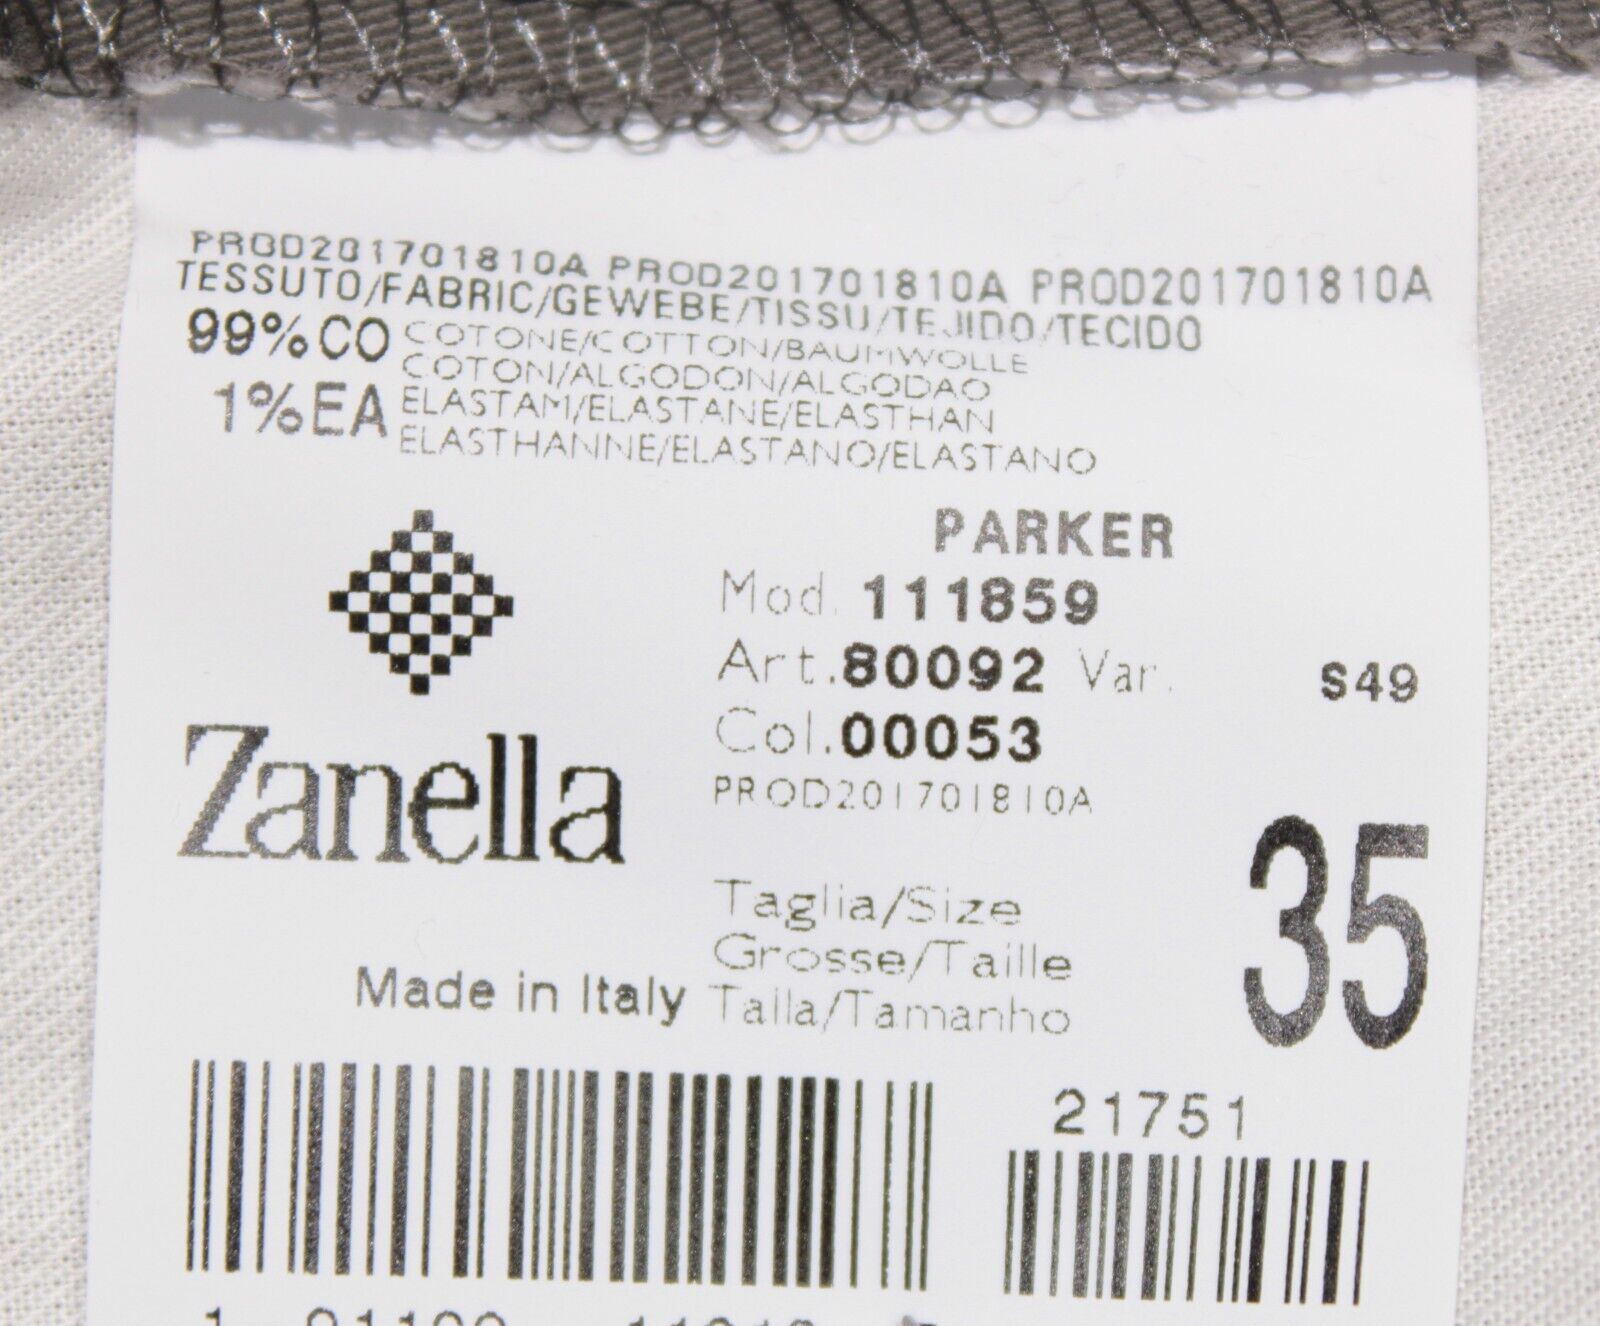 PROD201701810A PROD201701810A PROD201701810A
TESSUTO/FABRIC/GEWEBE/TISSU/TEJIDO/TECIDO
99%CO COTONE/COTTON/BAUMWOLLE
COTON/ALGODON/ALGODAO
1%EA ELASTAM/ELASTANE/ELASTHAN
ELASTHANNE/ELASTANO/ELASTANO
PARKER
Mod. 111859
Art.80092 Var. S49
Col.00053
PROD201701810A
Zanella
Taglia/Size
Grosse/Taille
Talla/Tamanho
35
Made in Italy
21751